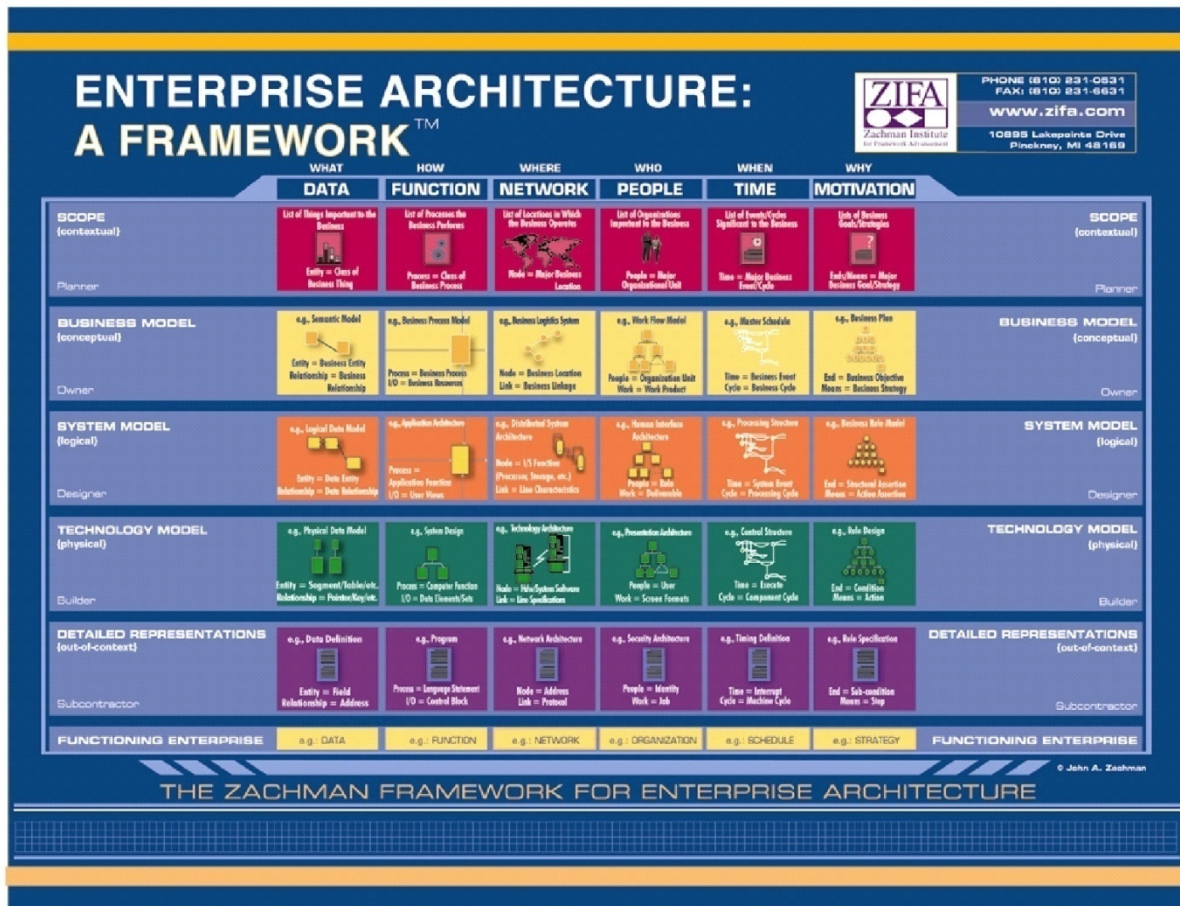 ENTERPRISE ARCHITECTURE:
A FRAMEWORK™
ZIFA
Zachman Institute
for Framework Advancement
PHONE (810) 231-0531
FAX: (810) 231-6631
www.zifa.com
10895 Lakepointe Drive
Pinckney, MI 48169
WHAT HOW WHERE WHO WHEN WHY
DATA FUNCTION NETWORK PEOPLE TIME MOTIVATION
SCOPE
(contextual)
Planner
List of Things Important to the
Business
Entity = Class of
Business Thing
List of Processes the
Business Performs
Process = Class of
Business Process
List of Locations in Which
the Business Operates
Node = Major Business
Location
List of Organizations
Important to the Business
People = Major
Organizational Unit
List of Events/Cycles
Significant to the Business
Time = Major Business
Event/Cycle
Lists of Business
Goals/Strategies
Ends/Means = Major
Business Goal/Strategy
SCOPE
(contextual)
Planner
BUSINESS MODEL
(conceptual)
Owner
e.g., Semantic Model
Entity = Business Entity
Relationship = Business
Relationship
e.g., Business Process Model
Process = Business Process
I/O = Business Resources
e.g., Business Logistics System
Node = Business Location
Link = Business Linkage
e.g., Work Flow Model
People = Organization Unit
Work = Work Product
e.g., Master Schedule
Time = Business Event
Cycle = Business Cycle
e.g., Business Plan
End = Business Objective
Means = Business Strategy
BUSINESS MODEL
(conceptual)
Owner
SYSTEM MODEL
(logical)
Designer
e.g., Logical Data Model
Entity = Data Entity
Relationship = Data Relationship
e.g., Application Architecture
Process =
Application Function
I/O = User Views
e.g., Distributed System
Architecture
Node = I/S Function
(Processor, Storage, etc.)
Link = Line Characteristics
e.g., Human Interface
Architecture
People = Role
Work = Deliverable
e.g., Processing Structure
Time = System Event
Cycle = Processing Cycle
e.g., Business Rule Model
End = Structural Assertion
Means = Action Assertion
SYSTEM MODEL
(logical)
Designer
TECHNOLOGY MODEL
(physical)
Builder
e.g., Physical Data Model
Entity = Segment/Table/etc.
Relationship = Pointer/Key/etc.
e.g., System Design
Process = Computer Function
I/O = Data Elements/Sets
e.g., Technology Architecture
Node = Hdw/System Software
Link = Line Specifications
e.g., Presentation Architecture
People = User
Work = Screen Formats
e.g., Control Structure
Time = Execute
Cycle = Component Cycle
e.g., Rule Design
End = Condition
Means = Action
TECHNOLOGY MODEL
(physical)
Builder
DETAILED REPRESENTATIONS
(out-of-context)
Subcontractor
e.g., Data Definition
Entity = Field
Relationship = Address
e.g., Program
Process = Language Statement
I/O = Control Block
e.g., Network Architecture
Node = Address
Link = Protocol
e.g., Security Architecture
People = Identity
Work = Job
e.g., Timing Definition
Time = Interrupt
Cycle = Machine Cycle
e.g., Rule Specification
End = Sub-condition
Means = Step
DETAILED REPRESENTATIONS
(out-of-context)
Subcontractor
FUNCTIONING ENTERPRISE e.g.: DATA e.g.: FUNCTION e.g.: NETWORK e.g.: ORGANIZATION e.g.: SCHEDULE e.g.: STRATEGY FUNCTIONING ENTERPRISE
© John A. Zachman
THE ZACHMAN FRAMEWORK FOR ENTERPRISE ARCHITECTURE